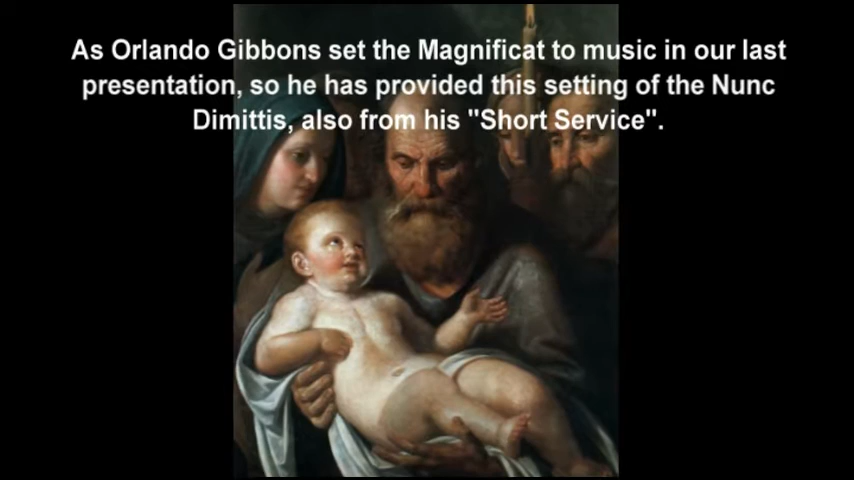 As Orlando Gibbons set the Magnificat to music in our last
presentation, so he has provided this setting of the Nunc
Dimittis, also from his "Short Service".